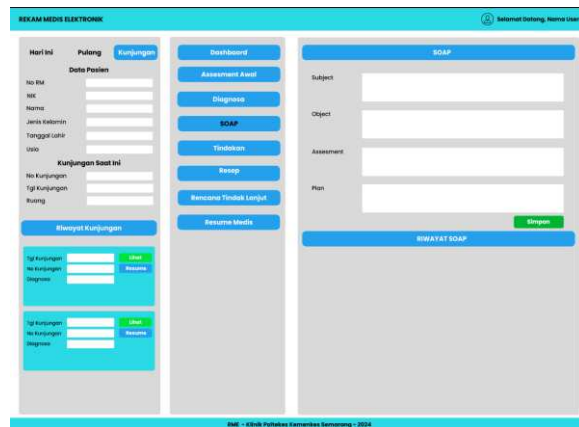 REKAM MEDIS ELEKTRONIK
Selamat Datang, Nama User
Hari Ini
Pulang
Kunjungan
Data Pasien
No RM
NIK
Nama
Jenis Kelamin
Tanggal Lahir
Usia
Kunjungan Saat Ini
No Kunjungan
Tgl Kunjungan
Ruang
Riwayat Kunjungan
Tgl Kunjungan
Lihat
No Kunjungan
Resume
Diagnosa
Tgl Kunjungan
Lihat
No Kunjungan
Resume
Diagnosa
Dashbaord
Assesment Awal
Diagnosa
SOAP
Tindakan
Resep
Rencana Tindak Lanjut
Resume Medis
SOAP
Subject
Object
Assesment
Plan
Simpan
RIWAYAT SOAP
RME - Klinik Poltekes Kemenkes Semarang - 2024